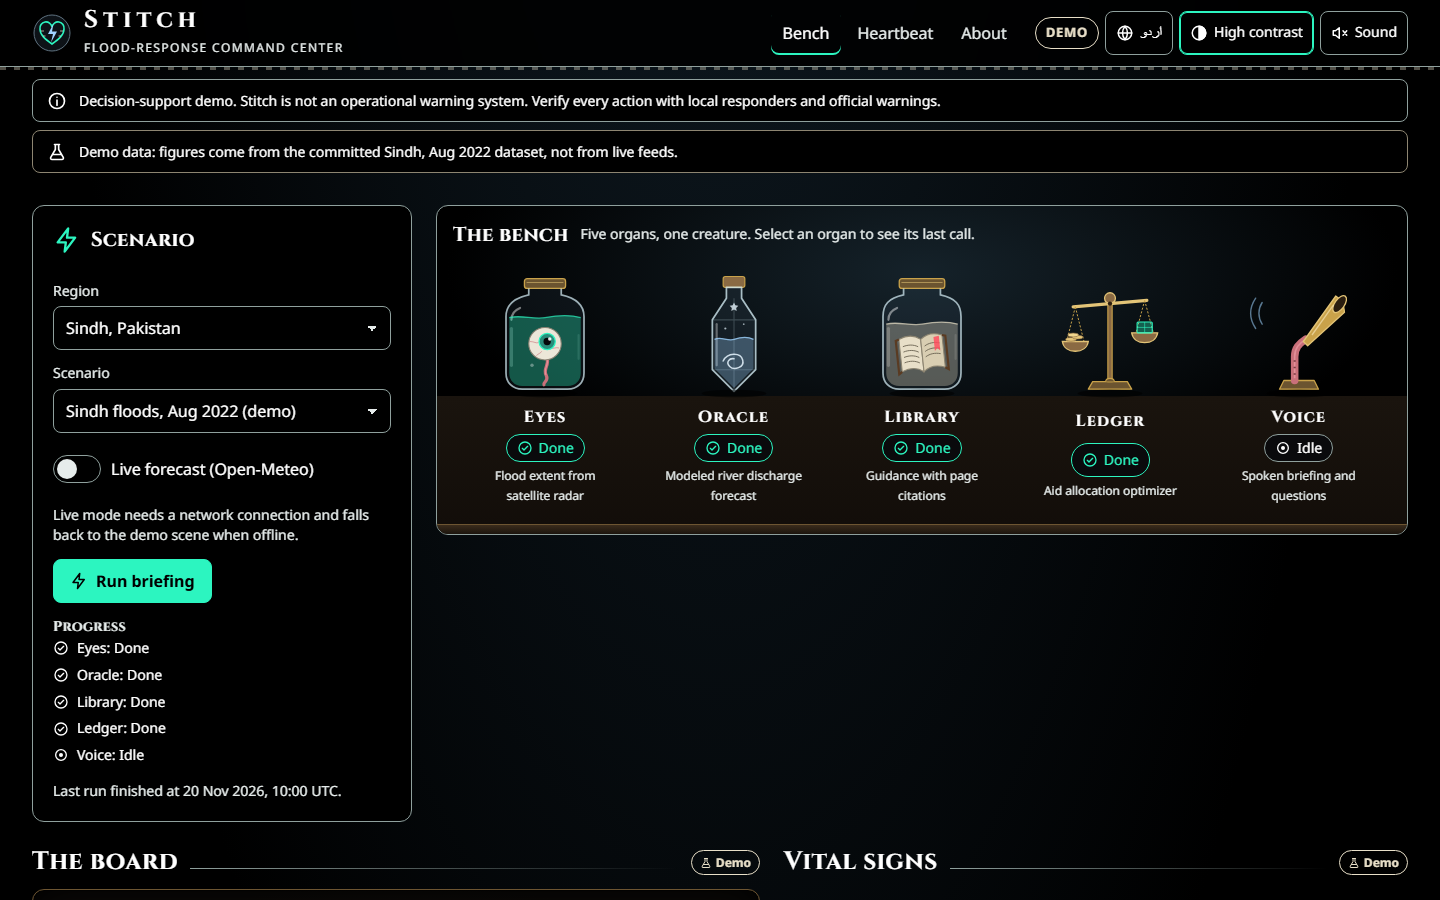 STITCH
FLOOD-RESPONSE COMMAND CENTER
Bench
Heartbeat
About
DEMO
اردو
High contrast
Sound
Decision-support demo. Stitch is not an operational warning system. Verify every action with local responders and official warnings.
Demo data: figures come from the committed Sindh, Aug 2022 dataset, not from live feeds.
SCENARIO
Region
Sindh, Pakistan
Scenario
Sindh floods, Aug 2022 (demo)
Live forecast (Open-Meteo)
Live mode needs a network connection and falls
back to the demo scene when offline.
Run briefing
PROGRESS
Eyes: Done
Oracle: Done
Library: Done
Ledger: Done
Voice: Idle
Last run finished at 20 Nov 2026, 10:00 UTC.
THE BENCH
Five organs, one creature. Select an organ to see its last call.
EYES
Done
Flood extent from
satellite radar
ORACLE
Done
Modeled river discharge
forecast
LIBRARY
Done
Guidance with page
citations
LEDGER
Done
Aid allocation optimizer
VOICE
Idle
Spoken briefing and
questions
THE BOARD
Demo
VITAL SIGNS
Demo